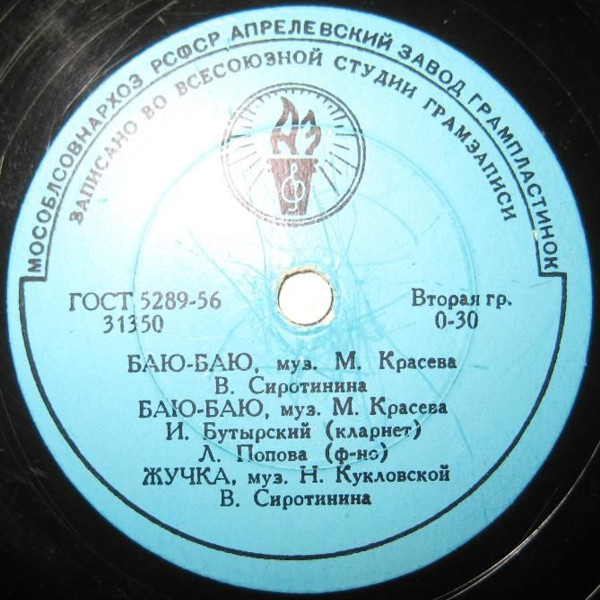 МОСОБЛСОВНАРХОЗ РСФСР АПРЕЛЕВСКИЙ ЗАВОД ГРАМПЛАСТИНОК
ЗАПИСАНО ВО ВСЕСОЮЗНОЙ СТУДИИ ГРАМЗАПИСИ
АЗ
ГОСТ 5289-56
31350
Вторая гр.
0-30
БАЮ-БАЮ, муз. М. Красева
В. Сиротинина
БАЮ-БАЮ, муз. М. Красева
И. Бутырский (кларнет)
Л. Попова (ф-но)
ЖУЧКА, муз. Н. Кукловской
В. Сиротинина